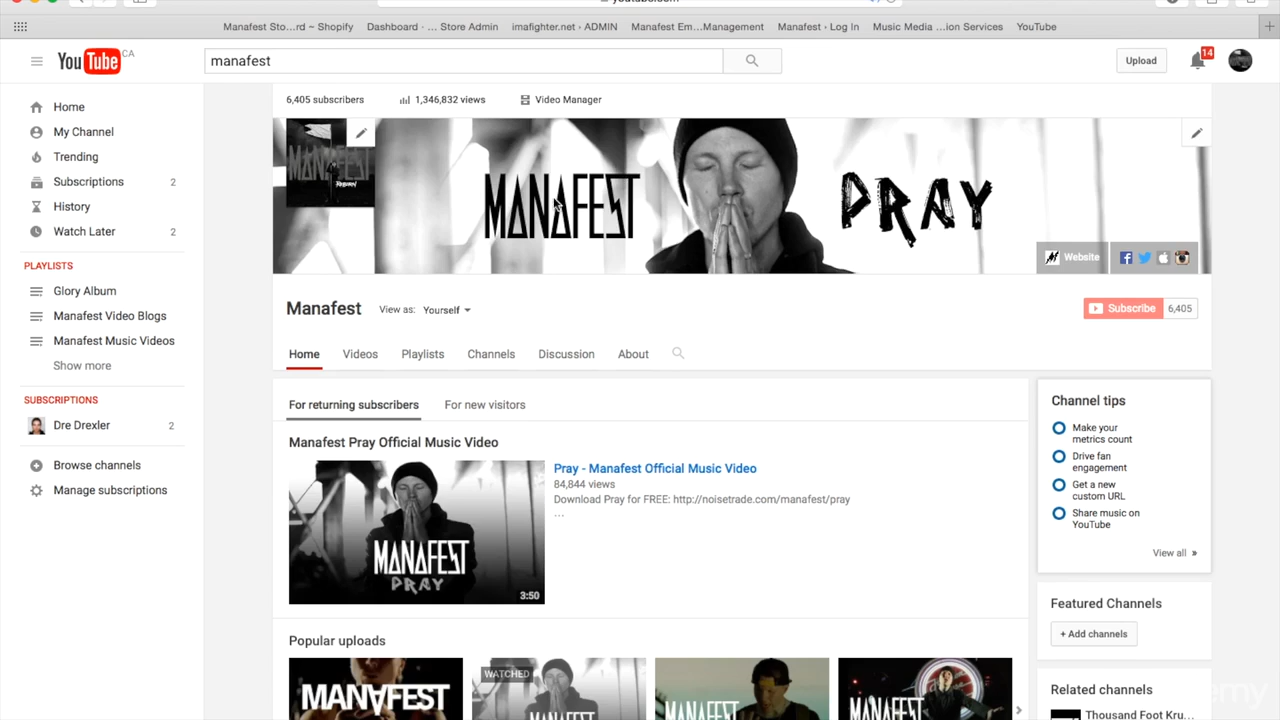 youtube.com
Manafest Sto...rd ~ Shopify
Dashboard · ... Store Admin
imafighter.net › ADMIN
Manafest Em...Management
Manafest › Log In
Music Media ...ion Services
YouTube
YouTube CA
manafest
Upload
14
Home
My Channel
Trending
Subscriptions 2
History
Watch Later 2
PLAYLISTS
Glory Album
Manafest Video Blogs
Manafest Music Videos
Show more
SUBSCRIPTIONS
Dre Drexler 2
Browse channels
Manage subscriptions
6,405 subscribers
1,346,832 views
Video Manager
MANAFEST
REBORN
MANAFEST
PRAY
Website
Manafest
View as: Yourself
Subscribe 6,405
Home
Videos
Playlists
Channels
Discussion
About
For returning subscribers
For new visitors
Manafest Pray Official Music Video
MANAFEST
PRAY
3:50
Pray - Manafest Official Music Video
84,844 views
Download Pray for FREE: http://noisetrade.com/manafest/pray
...
Popular uploads
MANAFEST
WATCHED
MANAFEST
MANAFEST
MANAFEST
Channel tips
Make your
metrics count
Drive fan
engagement
Get a new
custom URL
Share music on
YouTube
View all »
Featured Channels
+ Add channels
Related channels
Thousand Foot Kru...